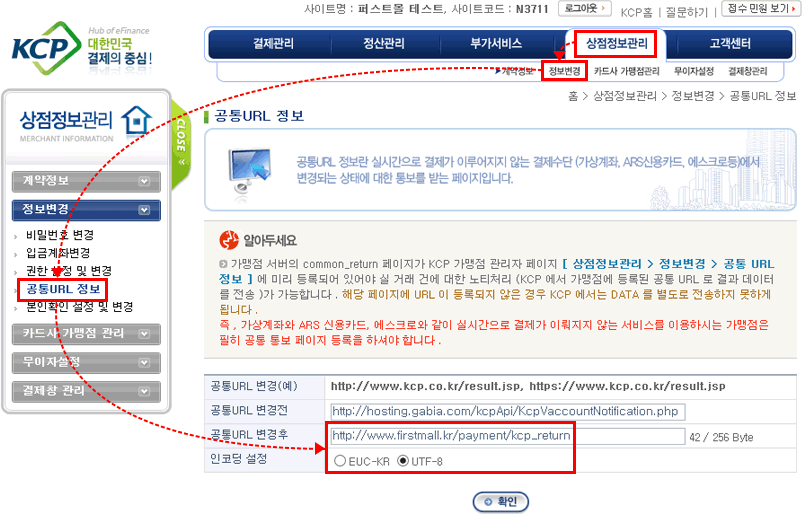 사이트명 : 퍼스트몰 테스트, 사이트코드 : N3711 로그아웃 KCP홈 | 질문하기 | 접수 민원 보기
Hub of eFinance
KCP 대한민국
결제의 중심!
결제관리 정산관리 부가서비스 상점정보관리 고객센터
계약정보 정보변경 카드사 가맹점관리 무이자설정 결제창관리
홈 > 상점정보관리 > 정보변경 > 공통URL 정보
상점정보관리
MERCHANT INFORMATION
CLOSE
계약정보
정보변경
비밀번호 변경
입금계좌변경
권한 설정 및 변경
공통URL 정보
본인확인 설정 및 변경
카드사 가맹점 관리
무이자설정
결제창 관리
공통URL 정보
공통URL 정보란 실시간으로 결제가 이루어지지 않는 결제수단 (가상계좌, ARS신용카드, 에스크로등)에서
변경되는 상태에 대한 통보를 받는 페이지입니다.
알아두세요
가맹점 서버의 common_return 페이지가 KCP 가맹점 관리자 페이지 [ 상점정보관리 > 정보변경 > 공통 URL
정보 ] 에 미리 등록되어 있어야 실 거래 건에 대한 노티처리 (KCP 에서 가맹점에 등록된 공통 URL 로 결과 데이터
를 전송 )가 가능합니다 . 해당 페이지에 URL 이 등록되지 않은 경우 KCP 에서는 DATA 를 별도로 전송하지 못하게
됩니다 .
즉 , 가상계좌와 ARS 신용카드, 에스크로와 같이 실시간으로 결제가 이뤄지지 않는 서비스를 이용하시는 가맹점은
필히 공통 통보 페이지 등록을 하셔야 합니다 .
공통URL 변경(예) http://www.kcp.co.kr/result.jsp, https://www.kcp.co.kr/result.jsp
공통URL 변경전 http://hosting.gabia.com/kcpApi/KcpVaccountNotification.php
공통URL 변경후 http://www.firstmall.kr/payment/kcp_return 42 / 256 Byte
인코딩 설정 EUC-KR UTF-8
확인